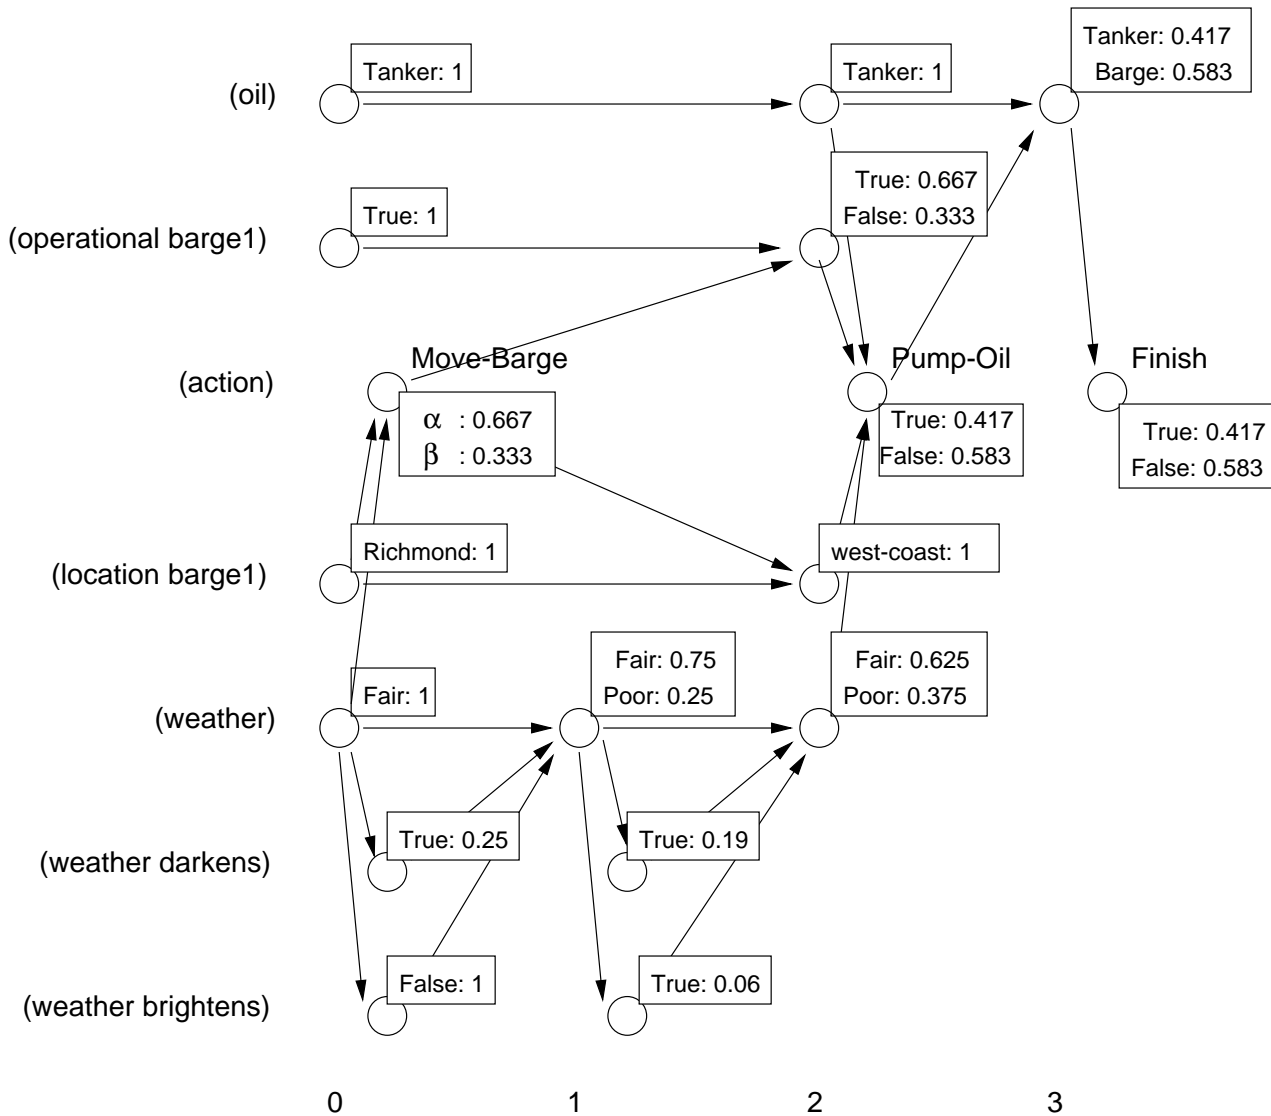 Tanker: 0.417
Barge: 0.583
Tanker: 1
Tanker: 1
(oil)
True: 0.667
False: 0.333
True: 1
(operational barge1)
Move-Barge
Pump-Oil
Finish
(action)
α : 0.667
β : 0.333
True: 0.417
False: 0.583
True: 0.417
False: 0.583
Richmond: 1
west-coast: 1
(location barge1)
Fair: 0.75
Poor: 0.25
Fair: 0.625
Poor: 0.375
Fair: 1
(weather)
True: 0.25
True: 0.19
(weather darkens)
False: 1
True: 0.06
(weather brightens)
0 1 2 3